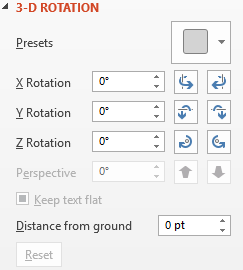 3-D ROTATION
Presets
X Rotation 0°
Y Rotation 0°
Z Rotation 0°
Perspective 0°
Keep text flat
Distance from ground 0 pt
Reset